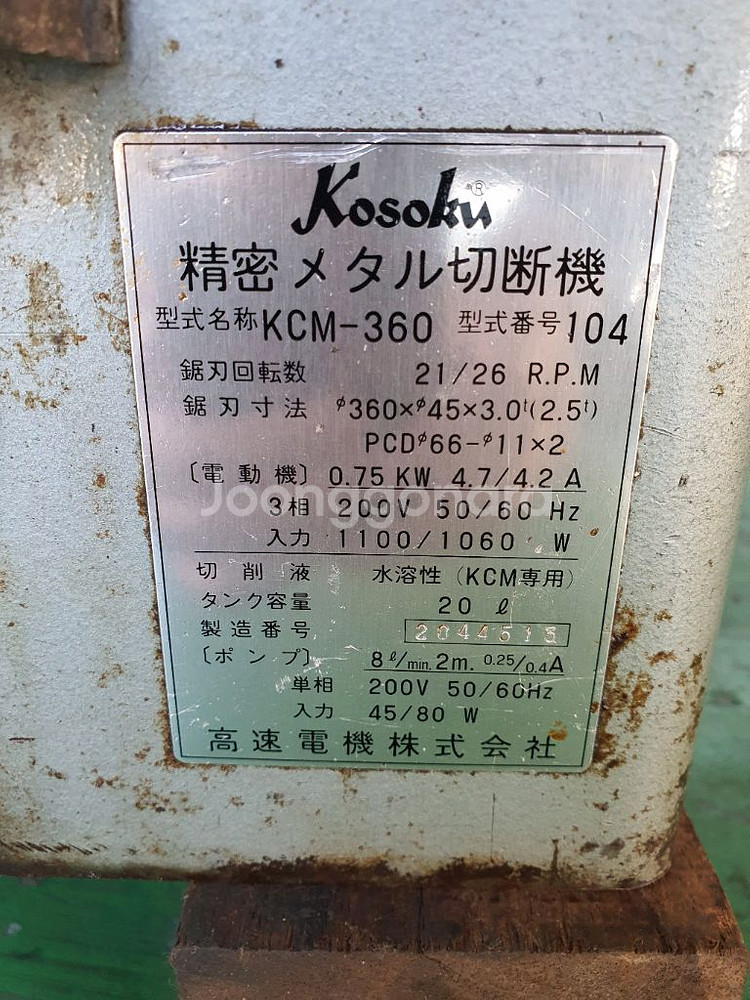 Kosoku®
精密メタル切断機
型式名称 KCM-360 型式番号 104
鋸刃回転数 21/26 R.P.M
鋸刃寸法 φ360×φ45×3.0t(2.5t)
PCDφ66-φ11×2
〔電動機〕 0.75 KW 4.7/4.2 A
Joonggonara
3相 200V 50/60 Hz
入力 1100/1060 W
切削液 水溶性 (KCM専用)
タンク容量 20 ℓ
製造番号 2044513
〔ポンプ〕 8ℓ/min. 2m. 0.25/0.4A
単相 200V 50/60Hz
入力 45/80 W
高速電機株式会社